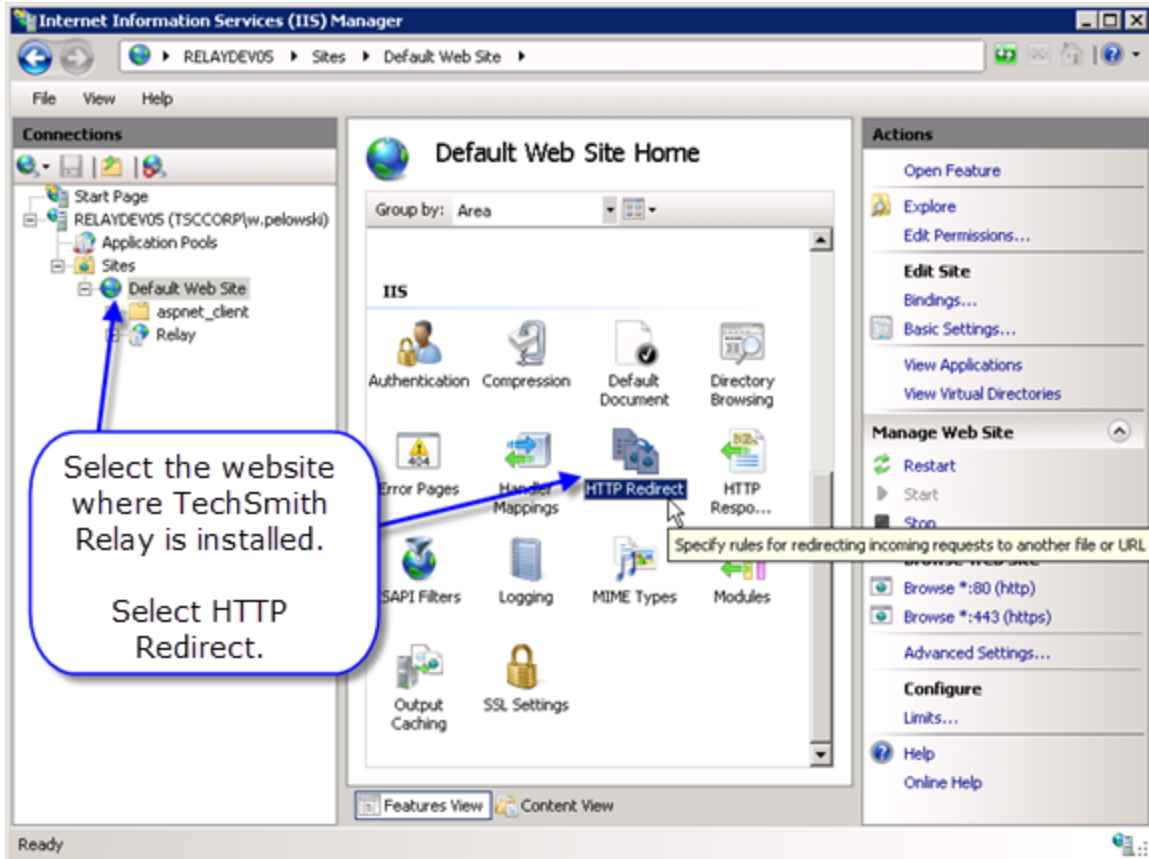 Internet Information Services (IIS) Manager
RELAYDEV05 Sites Default Web Site
File View Help
Connections
Start Page
RELAYDEV05 (TSCCORP\w.pelowski)
Application Pools
Sites
Default Web Site
aspnet_client
Relay
Select the website
where TechSmith
Relay is installed.
Select HTTP
Redirect.
Default Web Site Home
Group by: Area
IIS
Authentication
Compression
Default
Document
Directory
Browsing
404
Error Pages
Handler
Mappings
HTTP Redirect
HTTP
Respo...
Specify rules for redirecting incoming requests to another file or URL
SAPI Filters
Logging
MIME Types
Modules
Output
Caching
SSL Settings
Features View
Content View
Actions
Open Feature
Explore
Edit Permissions...
Edit Site
Bindings...
Basic Settings...
View Applications
View Virtual Directories
Manage Web Site
Restart
Start
Stop
Browse Web Site
Browse *:80 (http)
Browse *:443 (https)
Advanced Settings...
Configure
Limits...
Help
Online Help
Ready